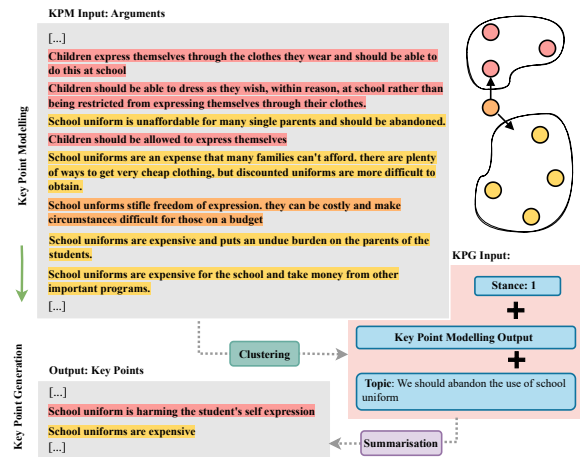 KPM Input: Arguments
[...]
Children express themselves through the clothes they wear and should be able to
do this at school
Children should be able to dress as they wish, within reason, at school rather than
being restricted from expressing themselves through their clothes.
School uniform is unaffordable for many single parents and should be abandoned.
Children should be allowed to express themselves
School uniforms are an expense that many families can't afford. there are plenty
of ways to get very cheap clothing, but discounted uniforms are more difficult to
obtain.
School uniforms stifle freedom of expression. they can be costly and make
circumstances difficult for those on a budget
School uniforms are expensive and puts an undue burden on the parents of the
students.
School uniforms are expensive for the school and take money from other
important programs.
[...]
Key Point Modelling
KPG Input:
Stance: 1
+
Key Point Modelling Output
+
Topic: We should abandon the use of school
uniform
Clustering
Key Point Generation
Output: Key Points
[...]
School uniform is harming the student's self expression
School uniforms are expensive
[...]
Summarisation